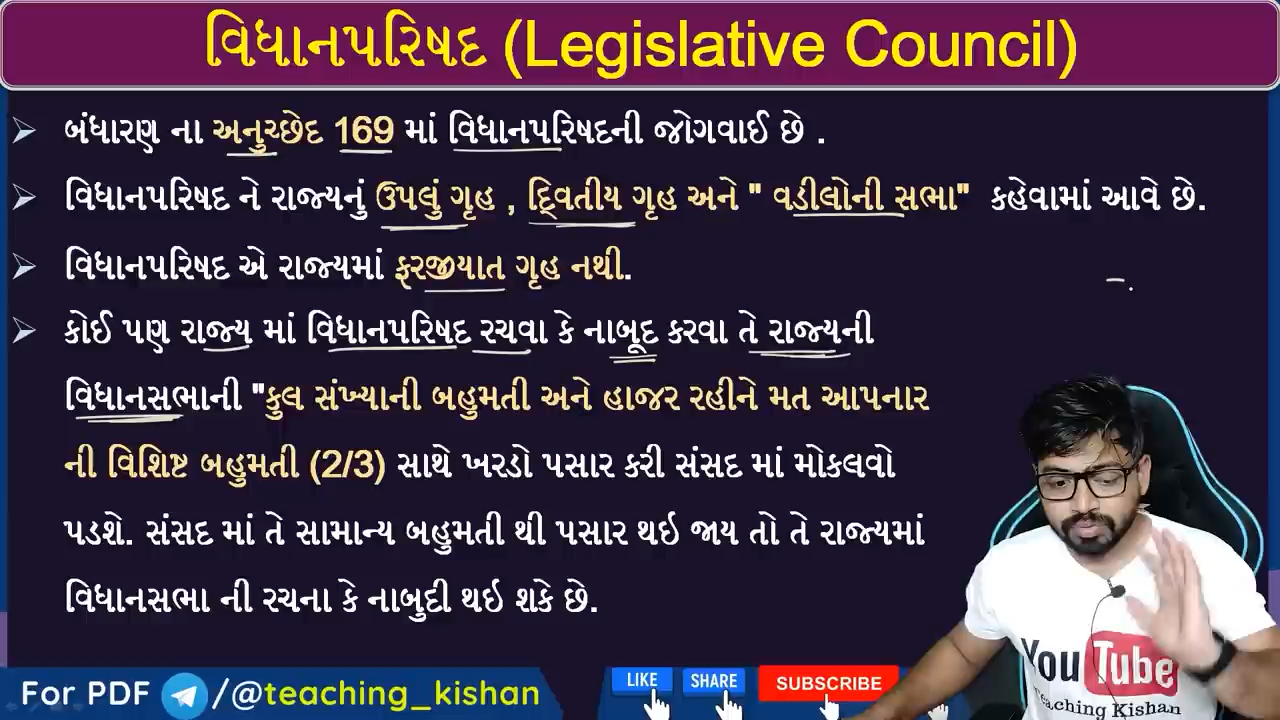 વિધાનપરિષદ (Legislative Council)
➢ બંધારણ ના અનુચ્છેદ 169 માં વિધાનપરિષદની જોગવાઈ છે .
➢ વિધાનપરિષદ ને રાજ્યનું ઉપલું ગૃહ , દ્વિતીય ગૃહ અને " વડીલોની સભા" કહેવામાં આવે છે.
➢ વિધાનપરિષદ એ રાજ્યમાં ફરજીયાત ગૃહ નથી.
➢ કોઈ પણ રાજ્ય માં વિધાનપરિષદ રચવા કે નાબૂદ કરવા તે રાજ્યની
વિધાનસભાની "કુલ સંખ્યાની બહુમતી અને હાજર રહીને મત આપનાર
ની વિશિષ્ટ બહુમતી (2/3) સાથે ખરડો પસાર કરી સંસદ માં મોકલવો
પડશે. સંસદ માં તે સામાન્ય બહુમતી થી પસાર થઇ જાય તો તે રાજ્યમાં
વિધાનસભા ની રચના કે નાબુદી થઇ શકે છે.
You Tube
Teaching Kishan
For PDF /@teaching_kishan
LIKE SHARE SUBSCRIBE